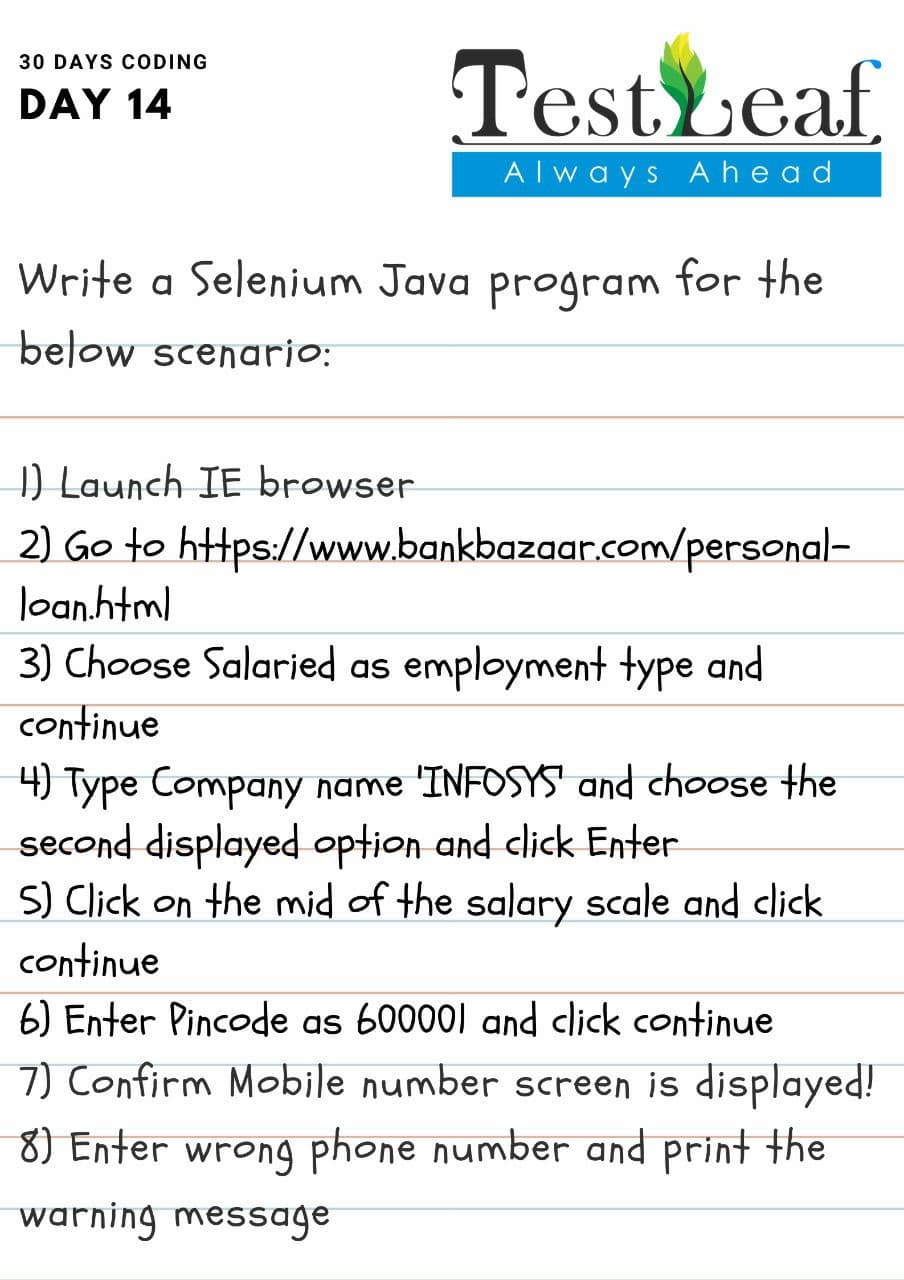 30 DAYS CODING
DAY 14
TestLeaf
Always Ahead
Write a Selenium Java program for the
below scenario:
1) Launch IE browser
2) Go to https://www.bankbazaar.com/personal-
loan.html
3) Choose Salaried as employment type and
continue
4) Type Company name 'INFOSYS' and choose the
second displayed option and click Enter
5) Click on the mid of the salary scale and click
continue
6) Enter Pincode as 600001 and click continue
7) Confirm Mobile number screen is displayed!
8) Enter wrong phone number and print the
warning message